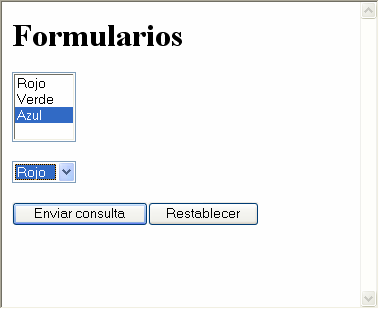 Formularios
Rojo
Verde
Azul
Rojo
Enviar consulta Restablecer